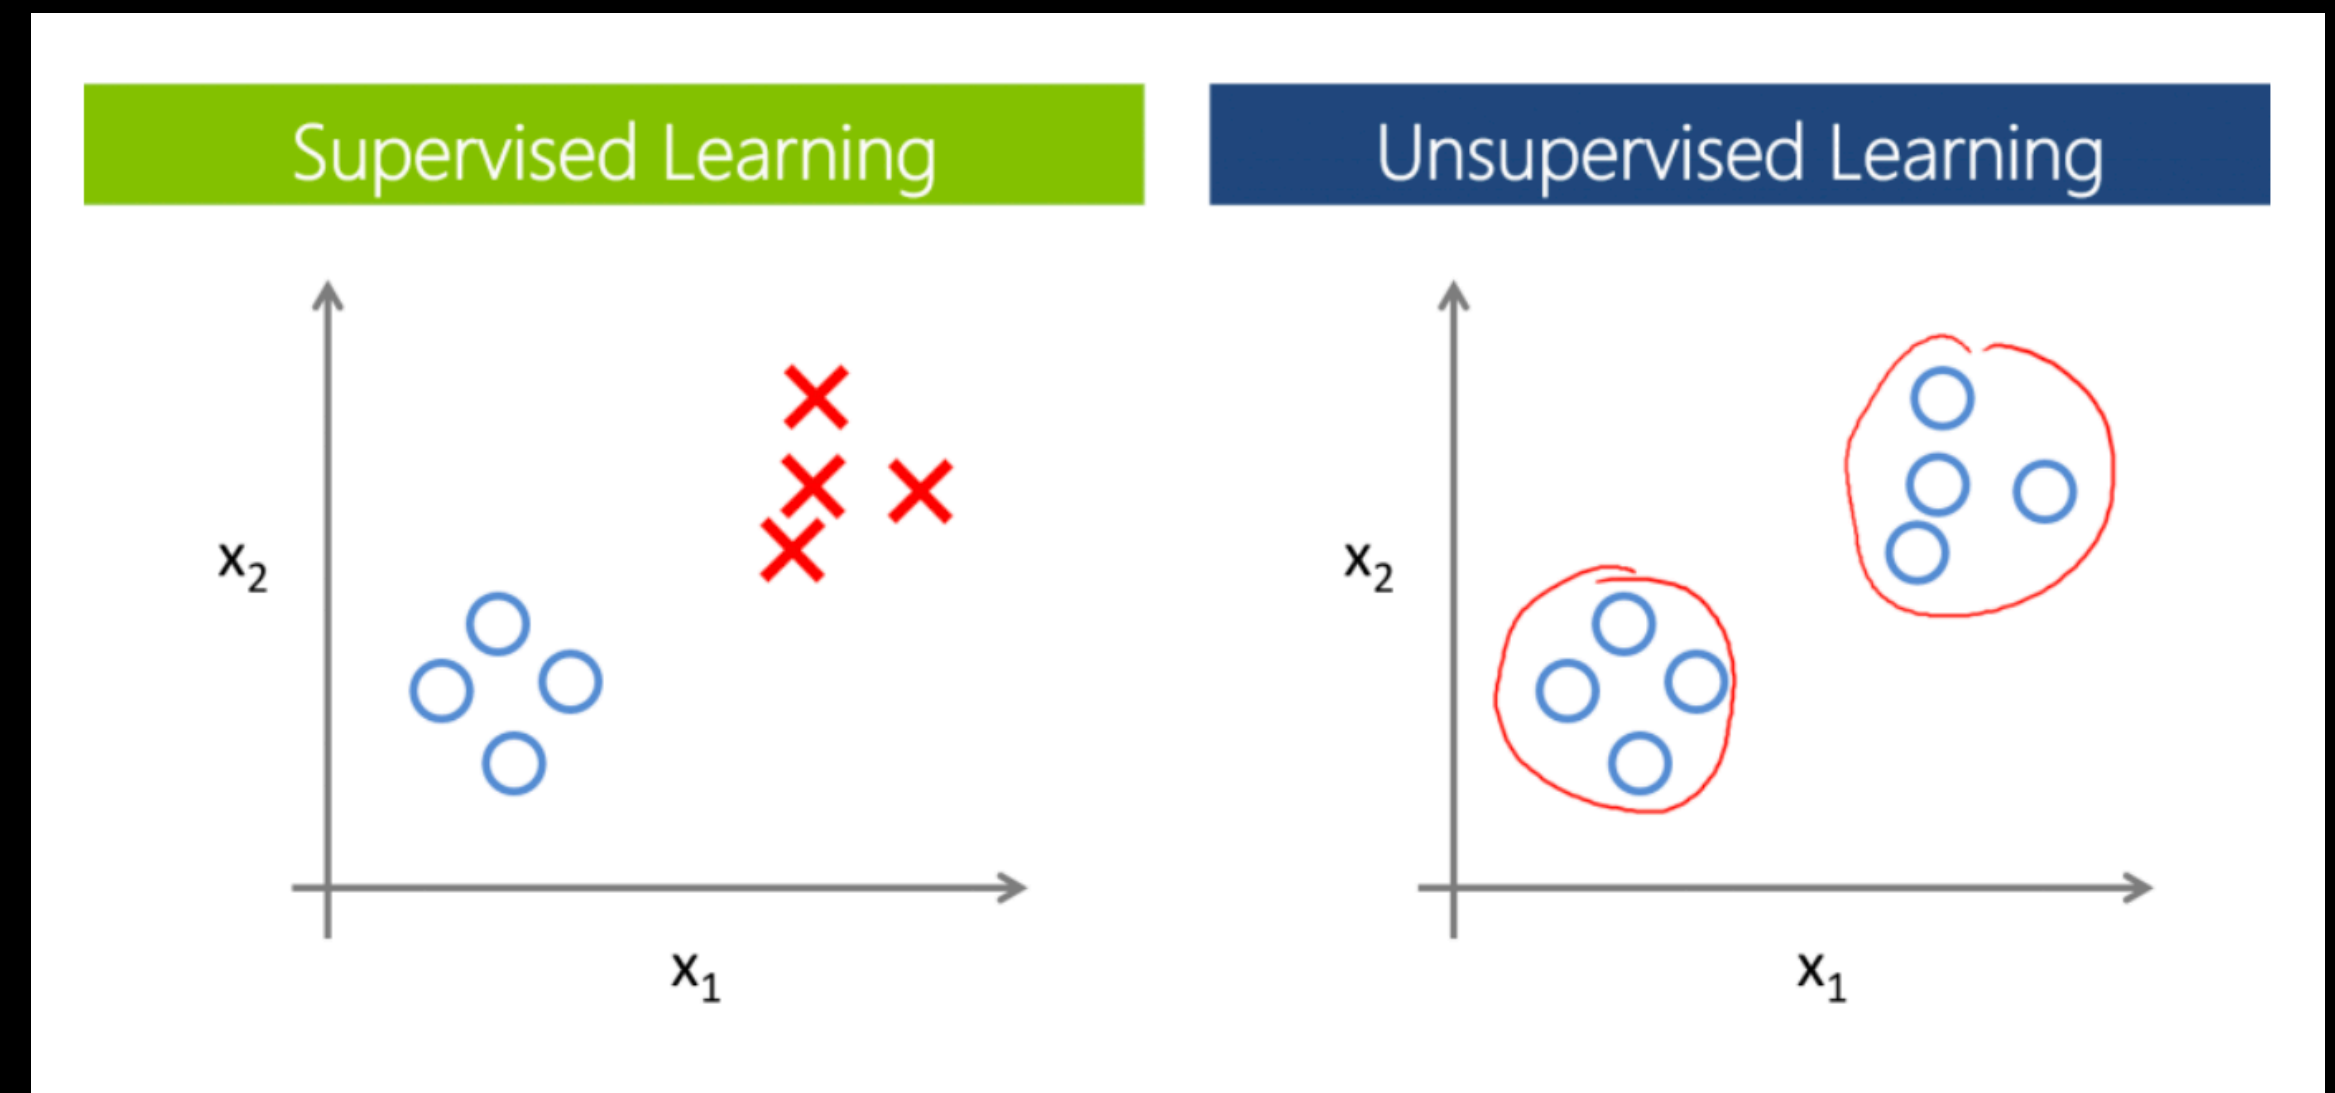 Supervised Learning
Unsupervised Learning
x₂
x₁
x₂
x₁